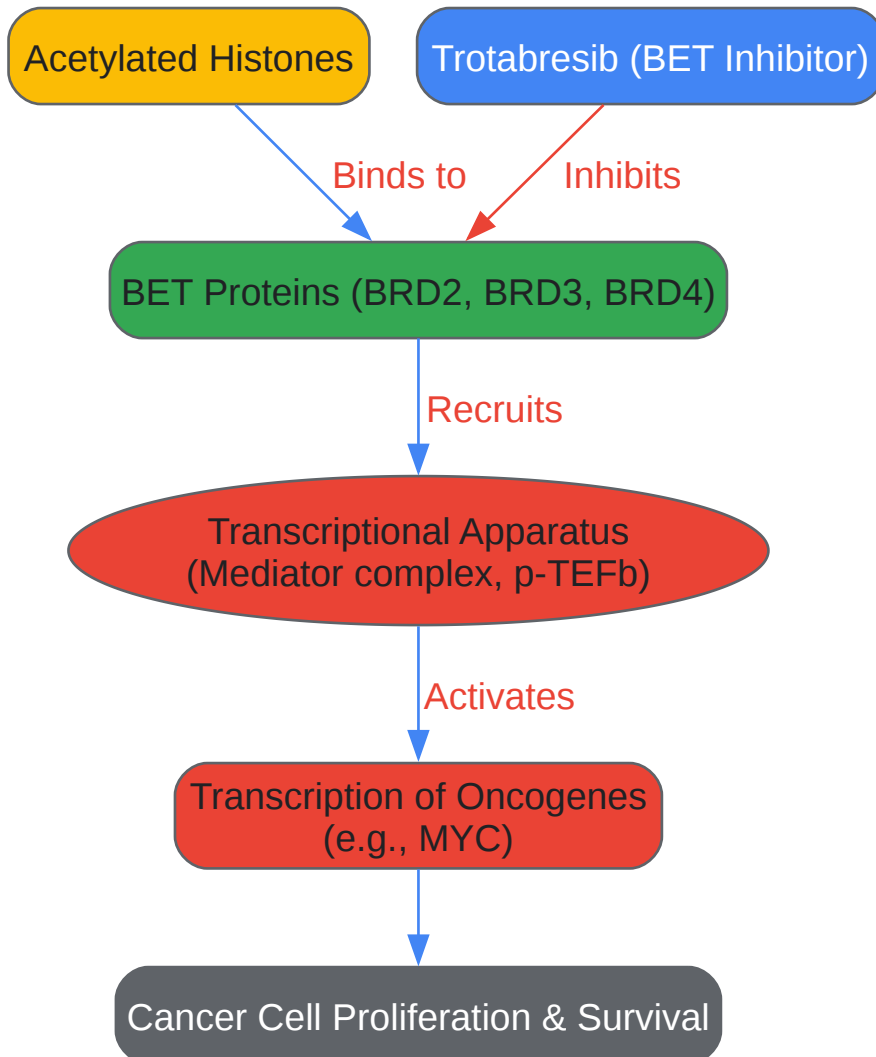 Acetylated Histones
Trotabresib (BET Inhibitor)
Binds to
Inhibits
BET Proteins (BRD2, BRD3, BRD4)
Recruits
Transcriptional Apparatus
(Mediator complex, p-TEFb)
Activates
Transcription of Oncogenes
(e.g., MYC)
Cancer Cell Proliferation & Survival